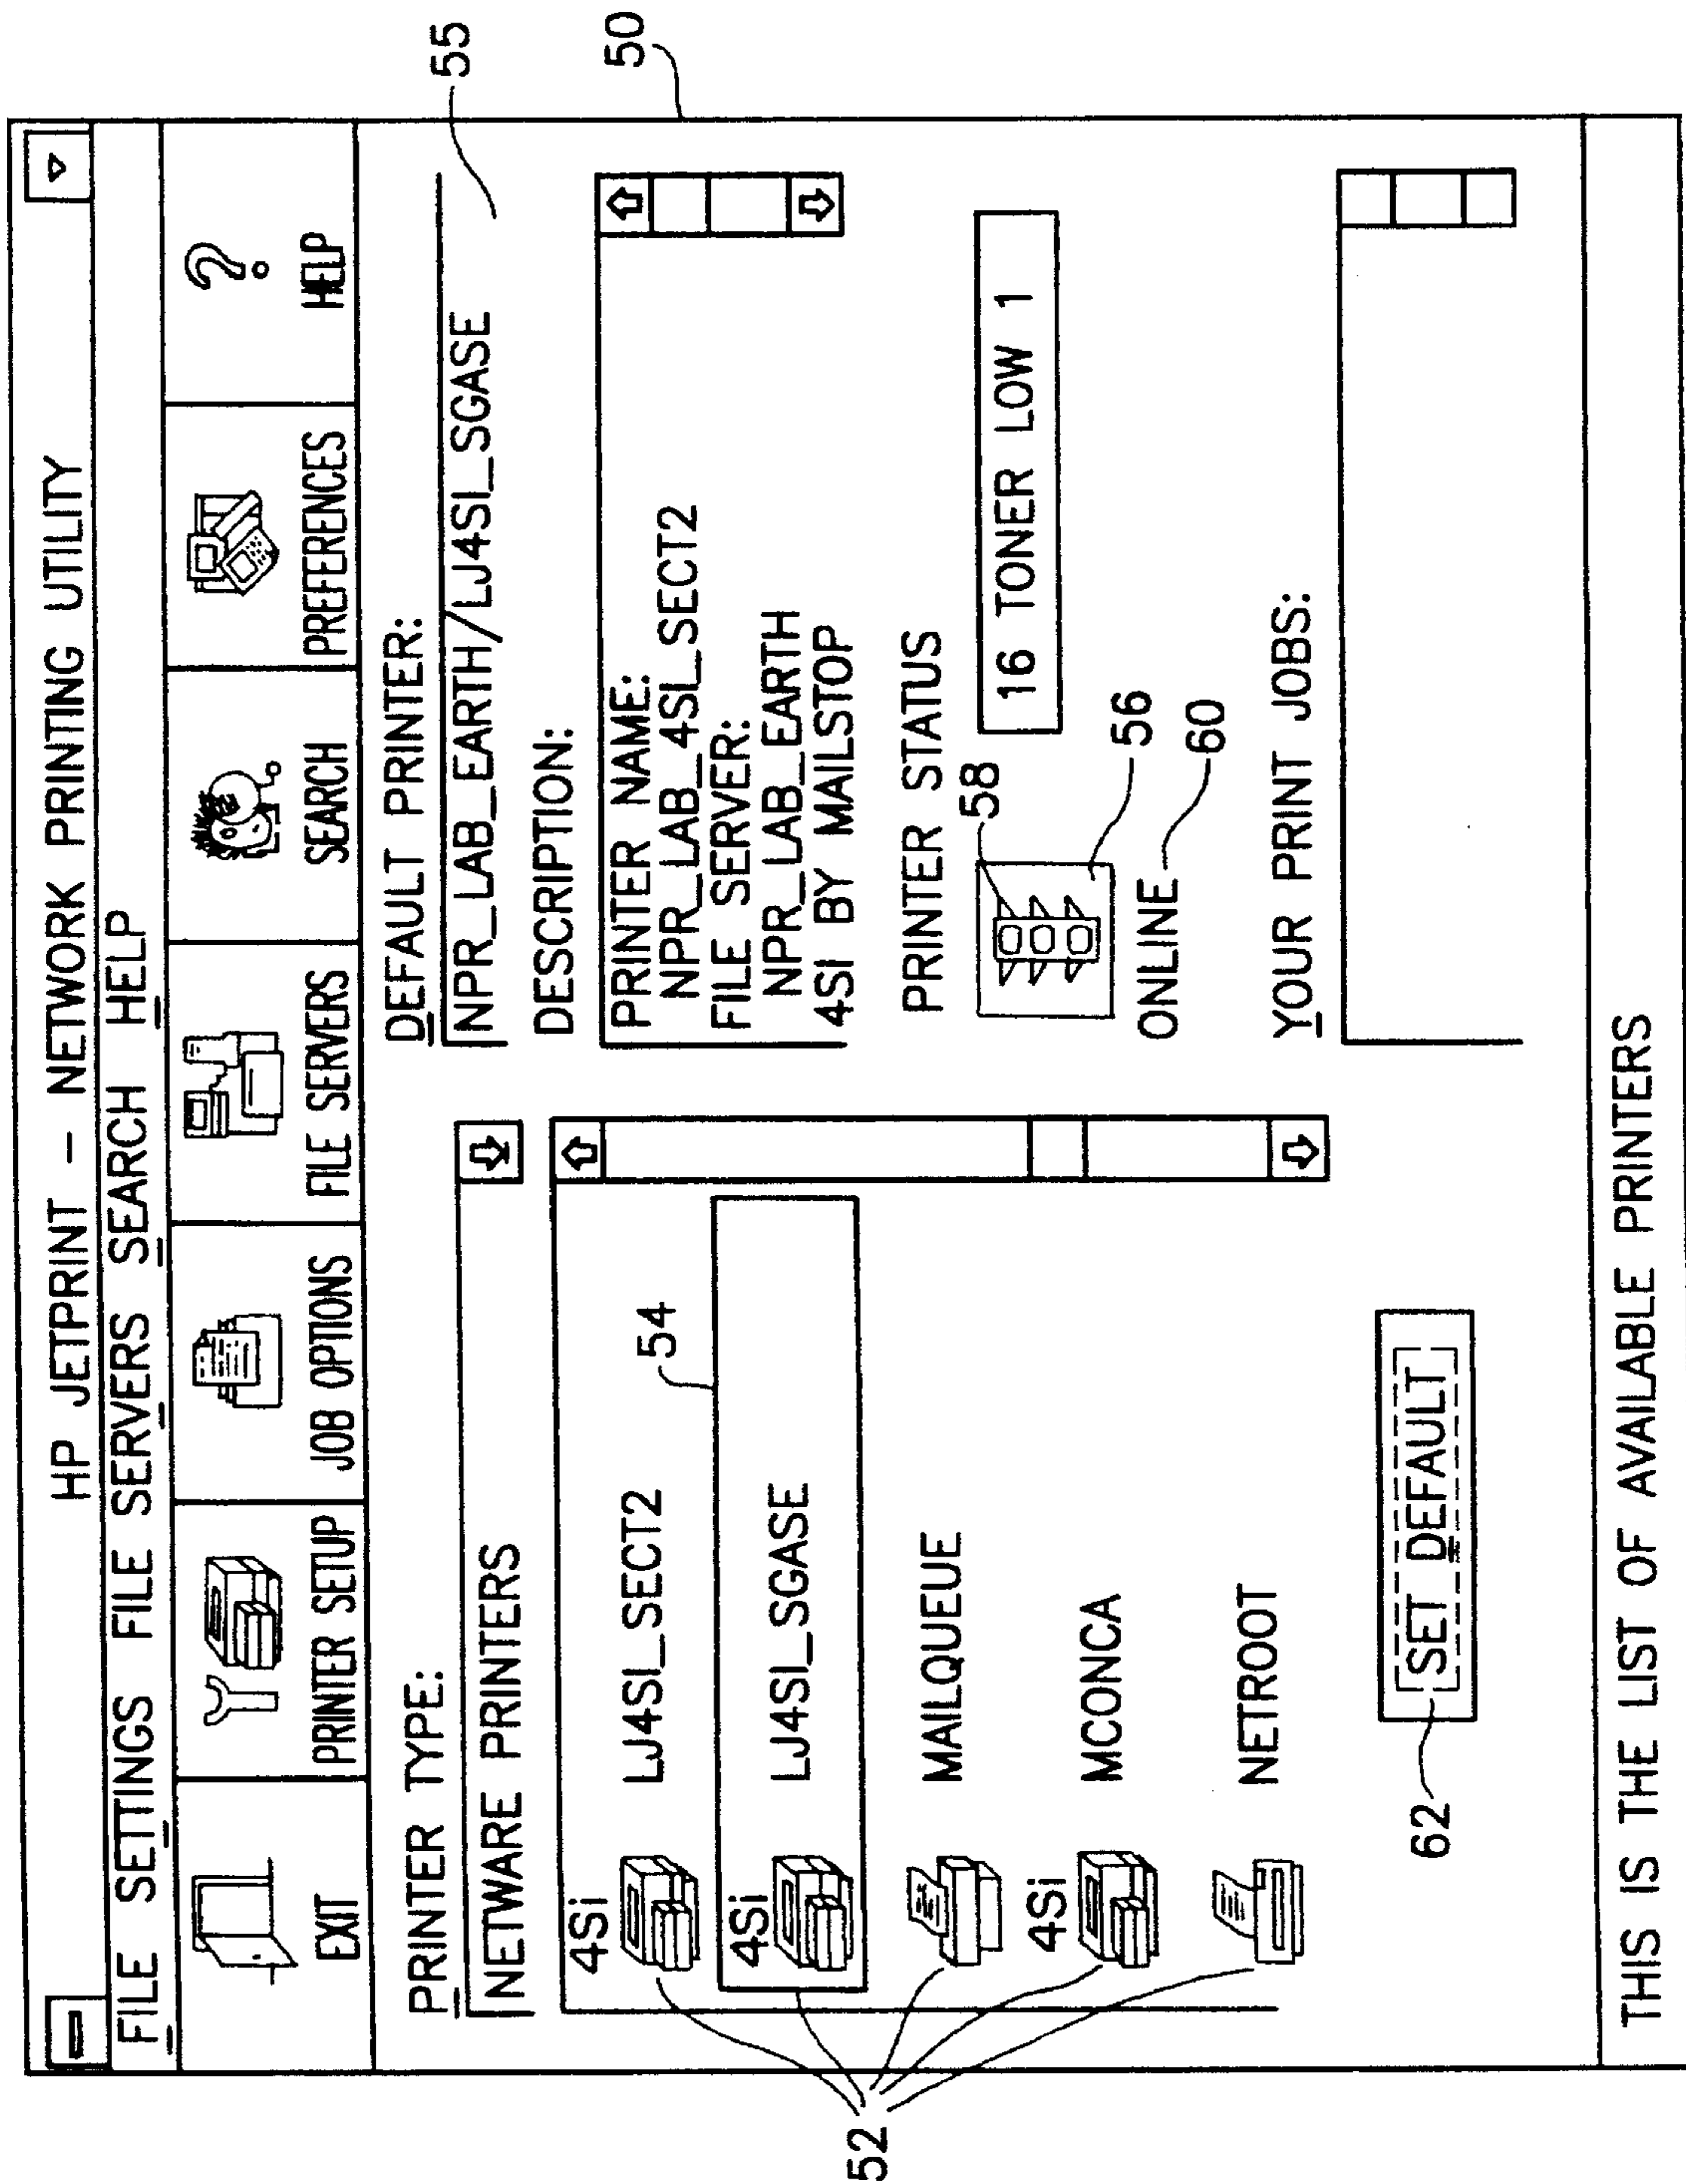 HP JETPRINT – NETWORK PRINTING UTILITY
FILE SETTINGS FILE SERVERS SEARCH HELP
EXIT PRINTER SETUP JOB OPTIONS FILE SERVERS SEARCH PREFERENCES HELP
PRINTER TYPE:
NETWARE PRINTERS
4Si
LJ4SI_SECT2
54
4Si
LJ4SI_SGASE
MAILQUEUE
4Si
MCONCA
NETROOT
52
62
SET DEFAULT
DEFAULT PRINTER:
NPR_LAB_EARTH/LJ4SI_SGASE
55
50
DESCRIPTION:
PRINTER NAME:
NPR_LAB_4SI_SECT2
FILE SERVER:
NPR_LAB_EARTH
4SI BY MAILSTOP
PRINTER STATUS
58
16 TONER LOW 1
56
ONLINE
60
YOUR PRINT JOBS:
THIS IS THE LIST OF AVAILABLE PRINTERS